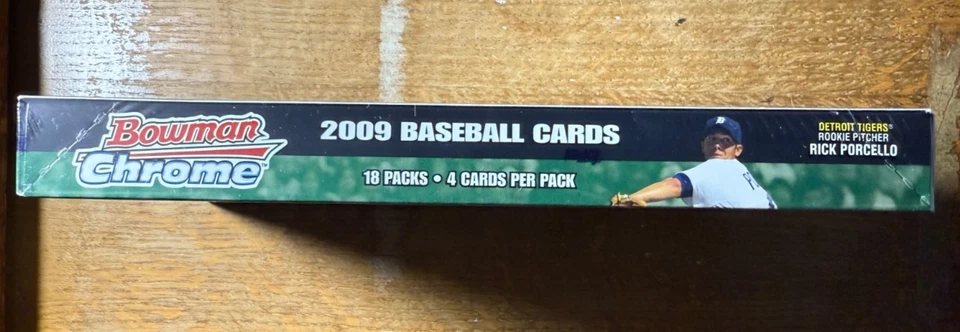 Bowman
Chrome
2009 BASEBALL CARDS
18 PACKS • 4 CARDS PER PACK
DETROIT TIGERS®
ROOKIE PITCHER
RICK PORCELLO